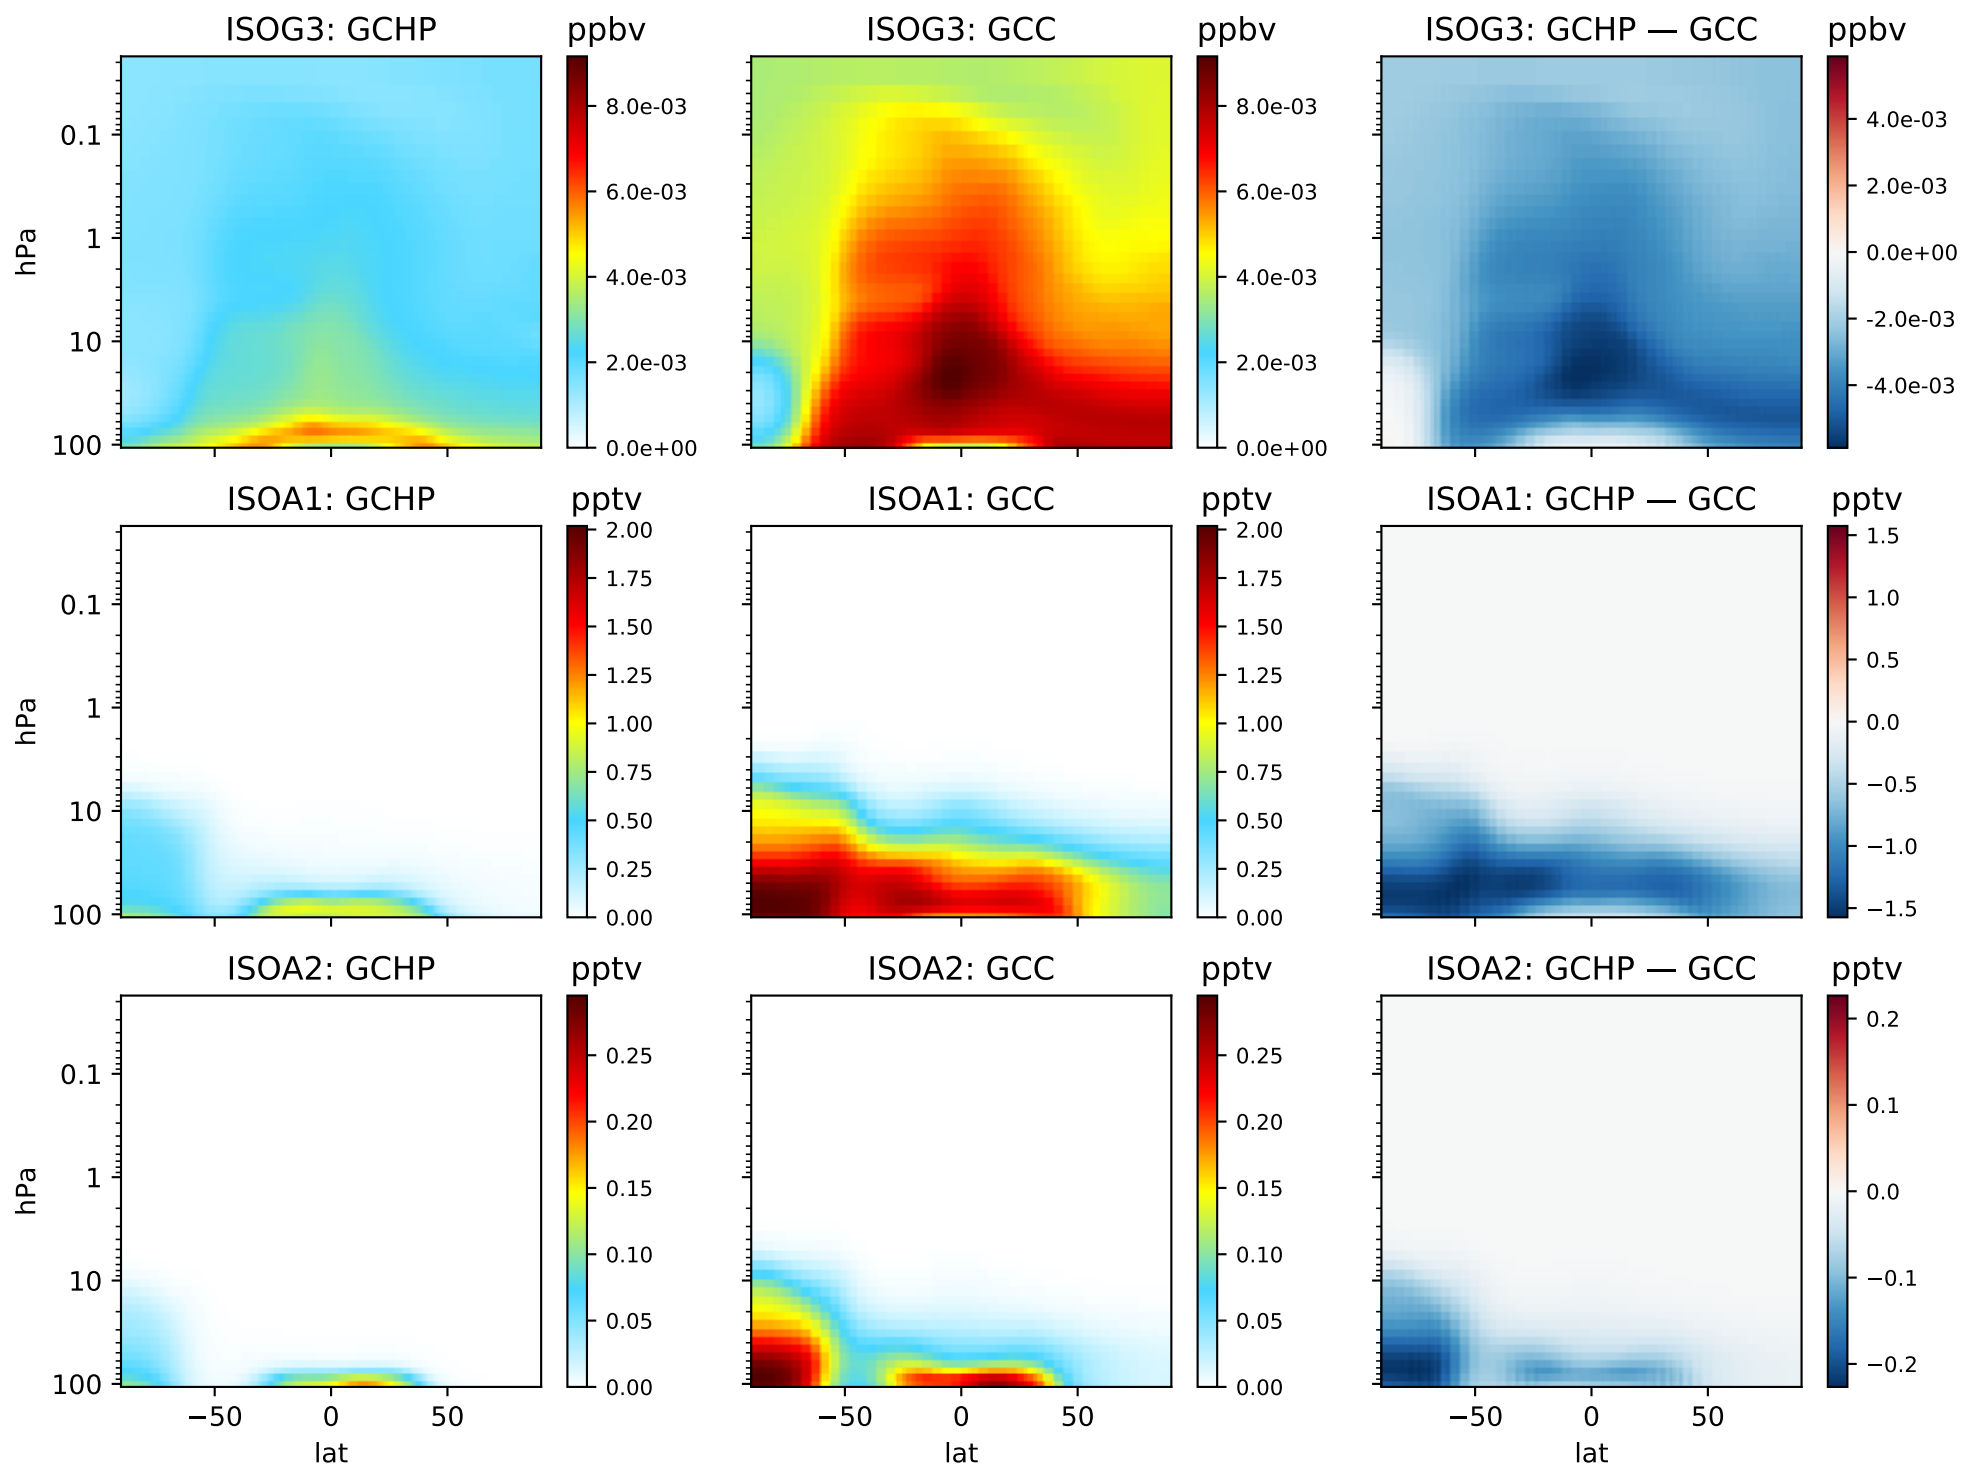 ISOG3: GCHP ppbv ISOG3: GCC ppbv ISOG3: GCHP — GCC ppbv
8.0e-03 8.0e-03 4.0e-03
0.1
6.0e-03 6.0e-03 2.0e-03
hPa 1 0.0e+00
4.0e-03 4.0e-03
-2.0e-03
10
2.0e-03 2.0e-03 -4.0e-03
100 0.0e+00 0.0e+00
ISOA1: GCHP pptv ISOA1: GCC pptv ISOA1: GCHP — GCC pptv
2.00 2.00 1.5
1.75 1.75
0.1 1.0
1.50 1.50
1.25 1.25 0.5
hPa 1 1.00 1.00 0.0
0.75 0.75 −0.5
10 0.50 0.50
−1.0
0.25 0.25
100 0.00 0.00 −1.5
ISOA2: GCHP pptv ISOA2: GCC pptv ISOA2: GCHP — GCC pptv
0.2
0.25 0.25
0.1
0.20 0.20 0.1
hPa 1 0.15 0.15 0.0
0.10 0.10
10 −0.1
0.05 0.05
−0.2
100 0.00 0.00
−50 0 50 −50 0 50 −50 0 50
lat lat lat